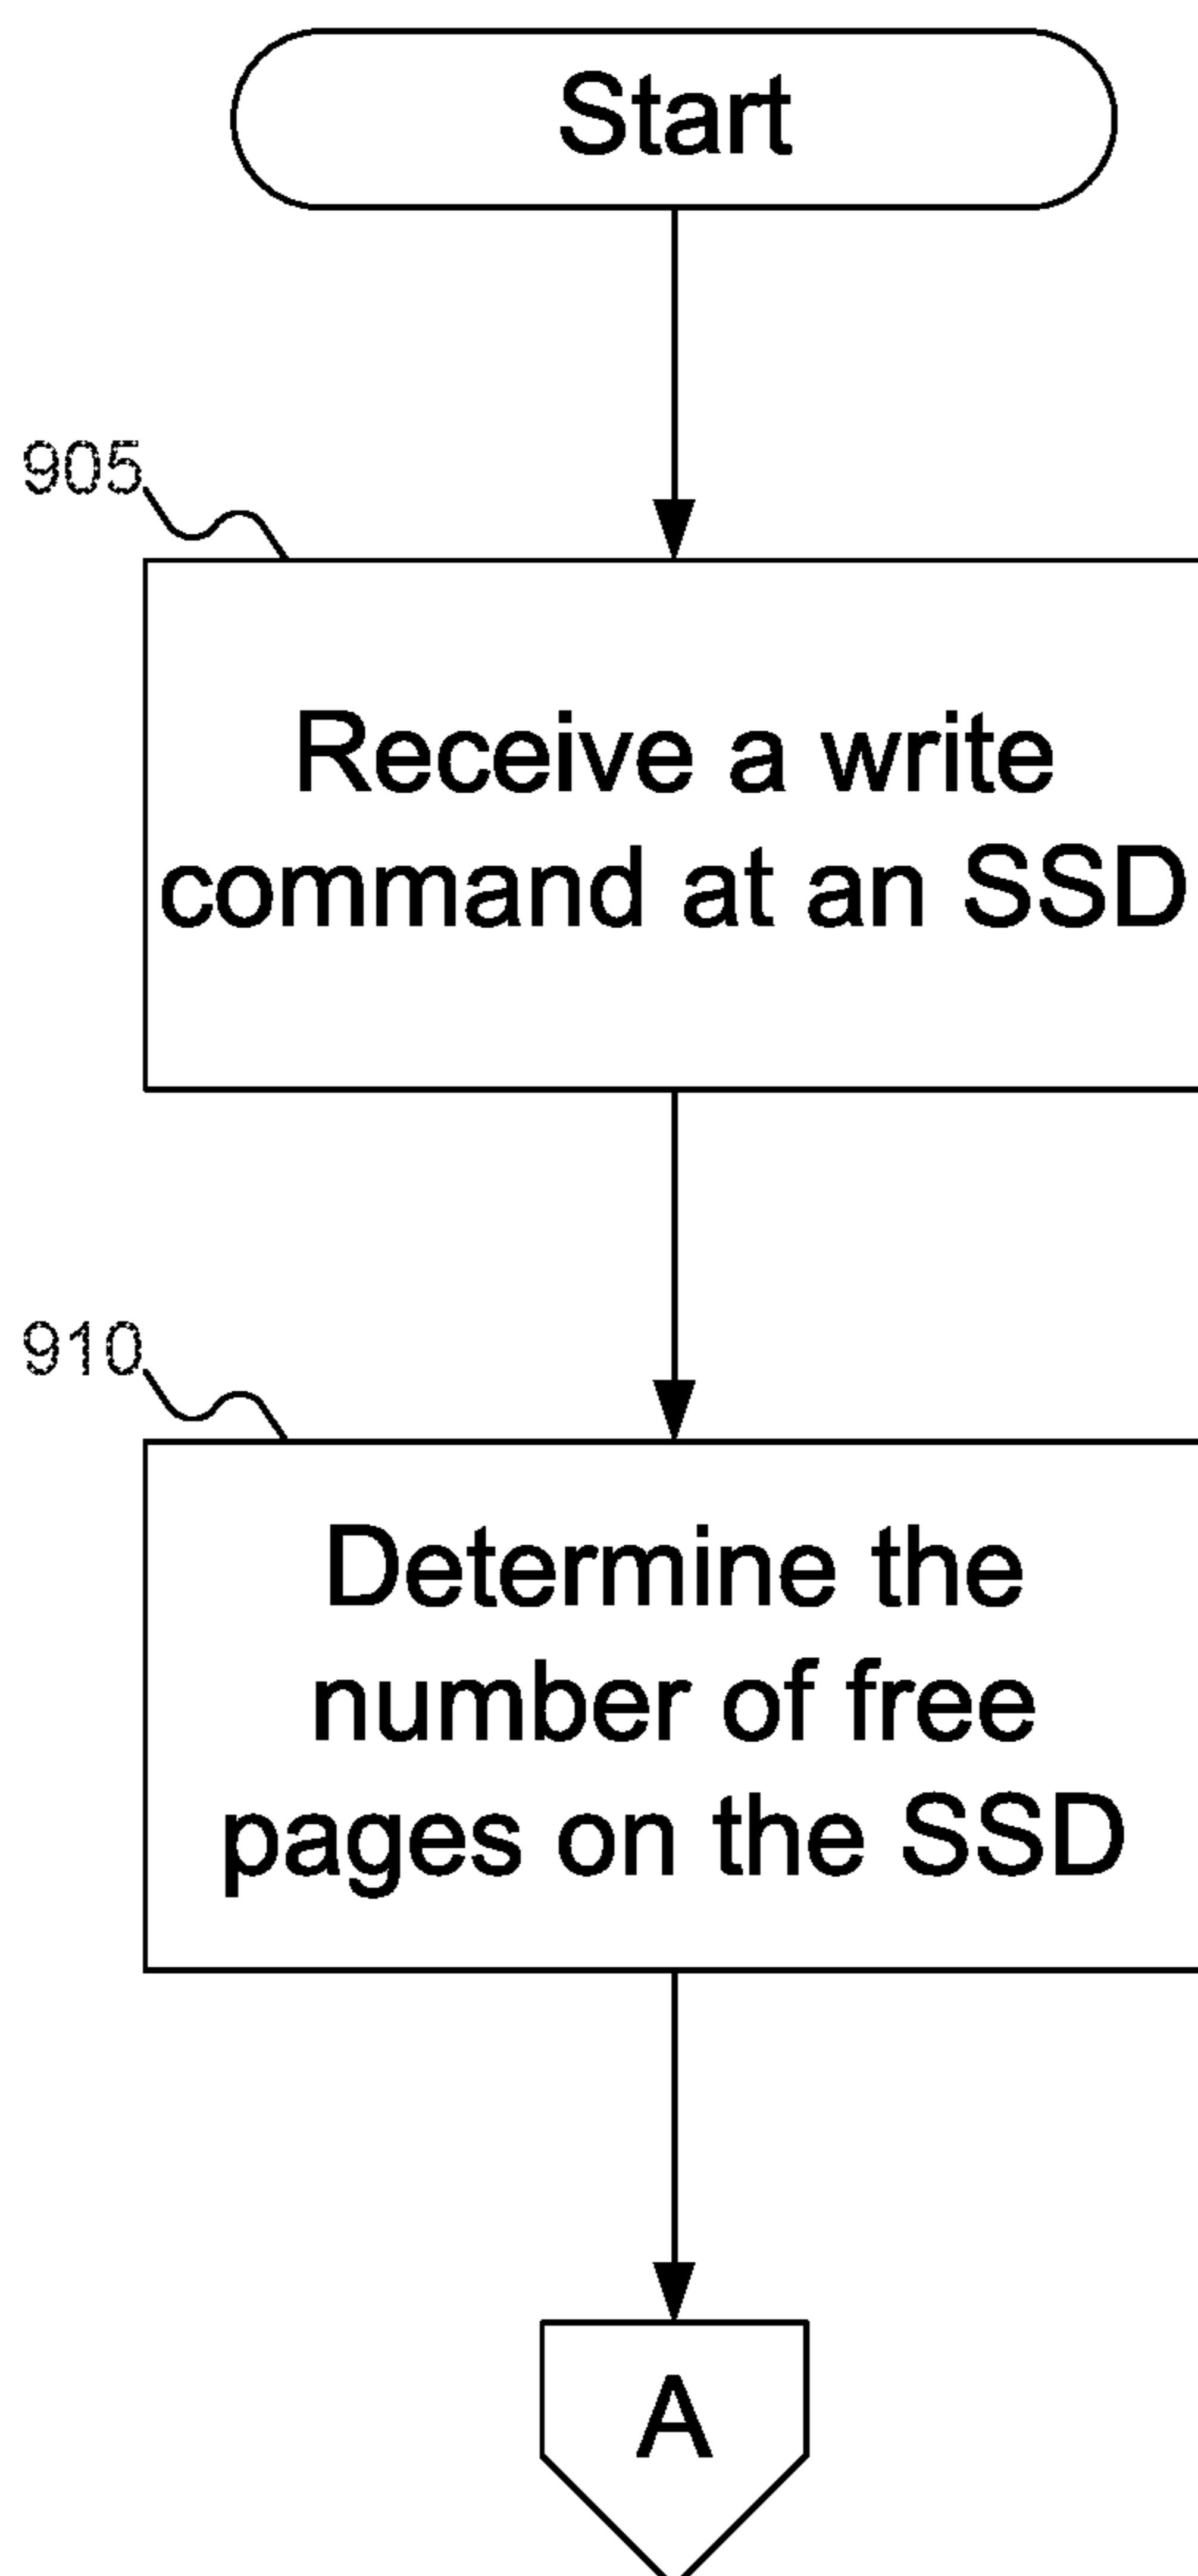 Start
905
Receive a write
command at an SSD
910
Determine the
number of free
pages on the SSD
A